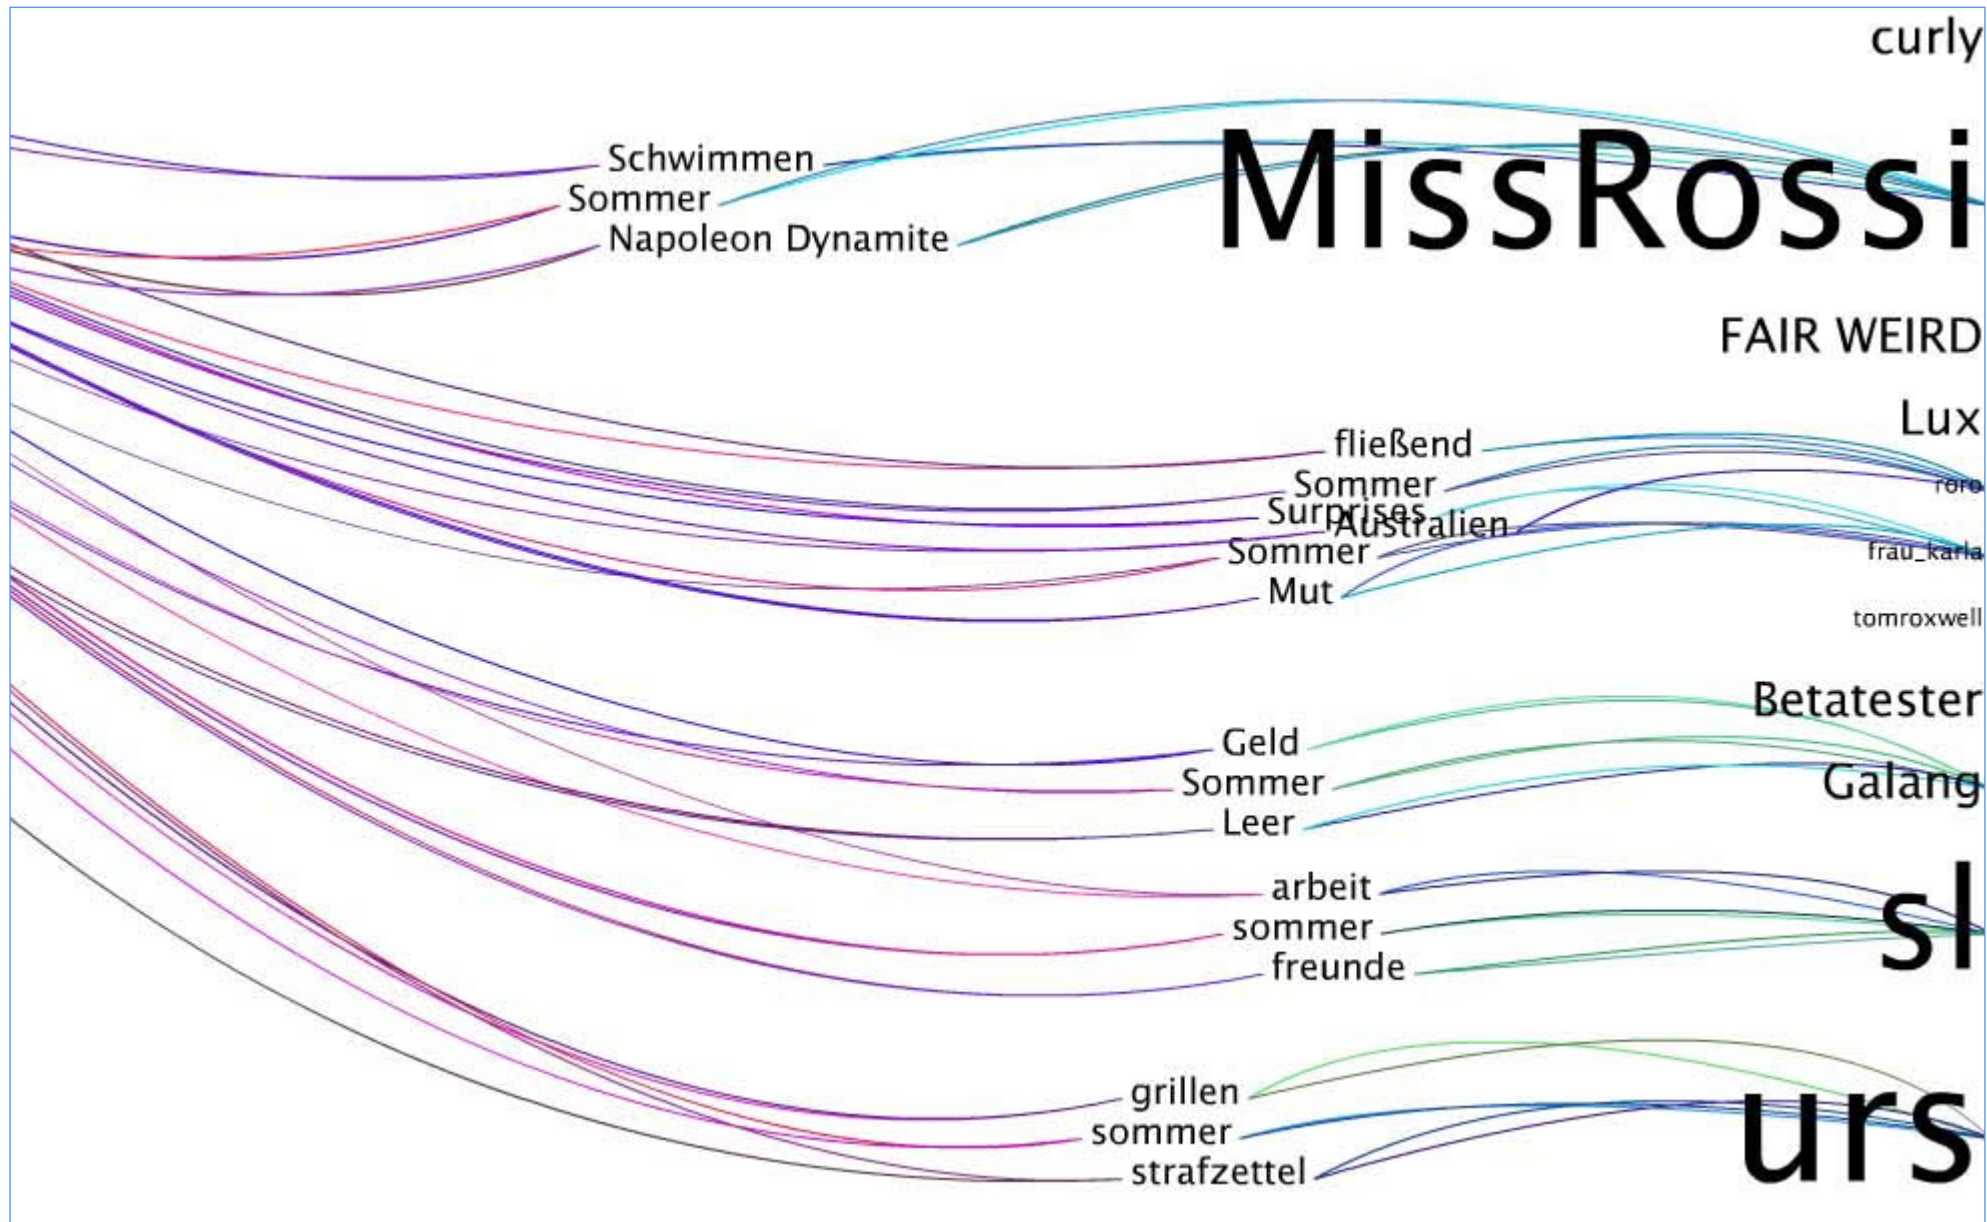 curly
Schwimmen
MissRossi
Sommer
Napoleon Dynamite
FAIR WEIRD
Lux
fließend
Sommer
roro
Surprises
Australien
Sommer
frau_karla
Mut
tomroxwell
Betatester
Geld
Sommer
Galang
Leer
arbeit
sl
sommer
freunde
grillen
urs
sommer
strafzettel